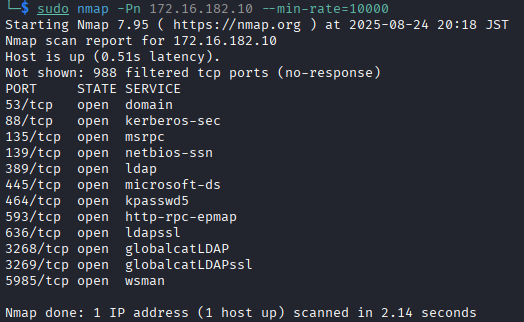 └─$ sudo nmap -Pn 172.16.182.10 --min-rate=10000
Starting Nmap 7.95 ( https://nmap.org ) at 2025-08-24 20:18 JST
Nmap scan report for 172.16.182.10
Host is up (0.51s latency).
Not shown: 988 filtered tcp ports (no-response)
PORT     STATE SERVICE
53/tcp   open  domain
88/tcp   open  kerberos-sec
135/tcp  open  msrpc
139/tcp  open  netbios-ssn
389/tcp  open  ldap
445/tcp  open  microsoft-ds
464/tcp  open  kpasswd5
593/tcp  open  http-rpc-epmap
636/tcp  open  ldapssl
3268/tcp open  globalcatLDAP
3269/tcp open  globalcatLDAPssl
5985/tcp open  wsman
Nmap done: 1 IP address (1 host up) scanned in 2.14 seconds